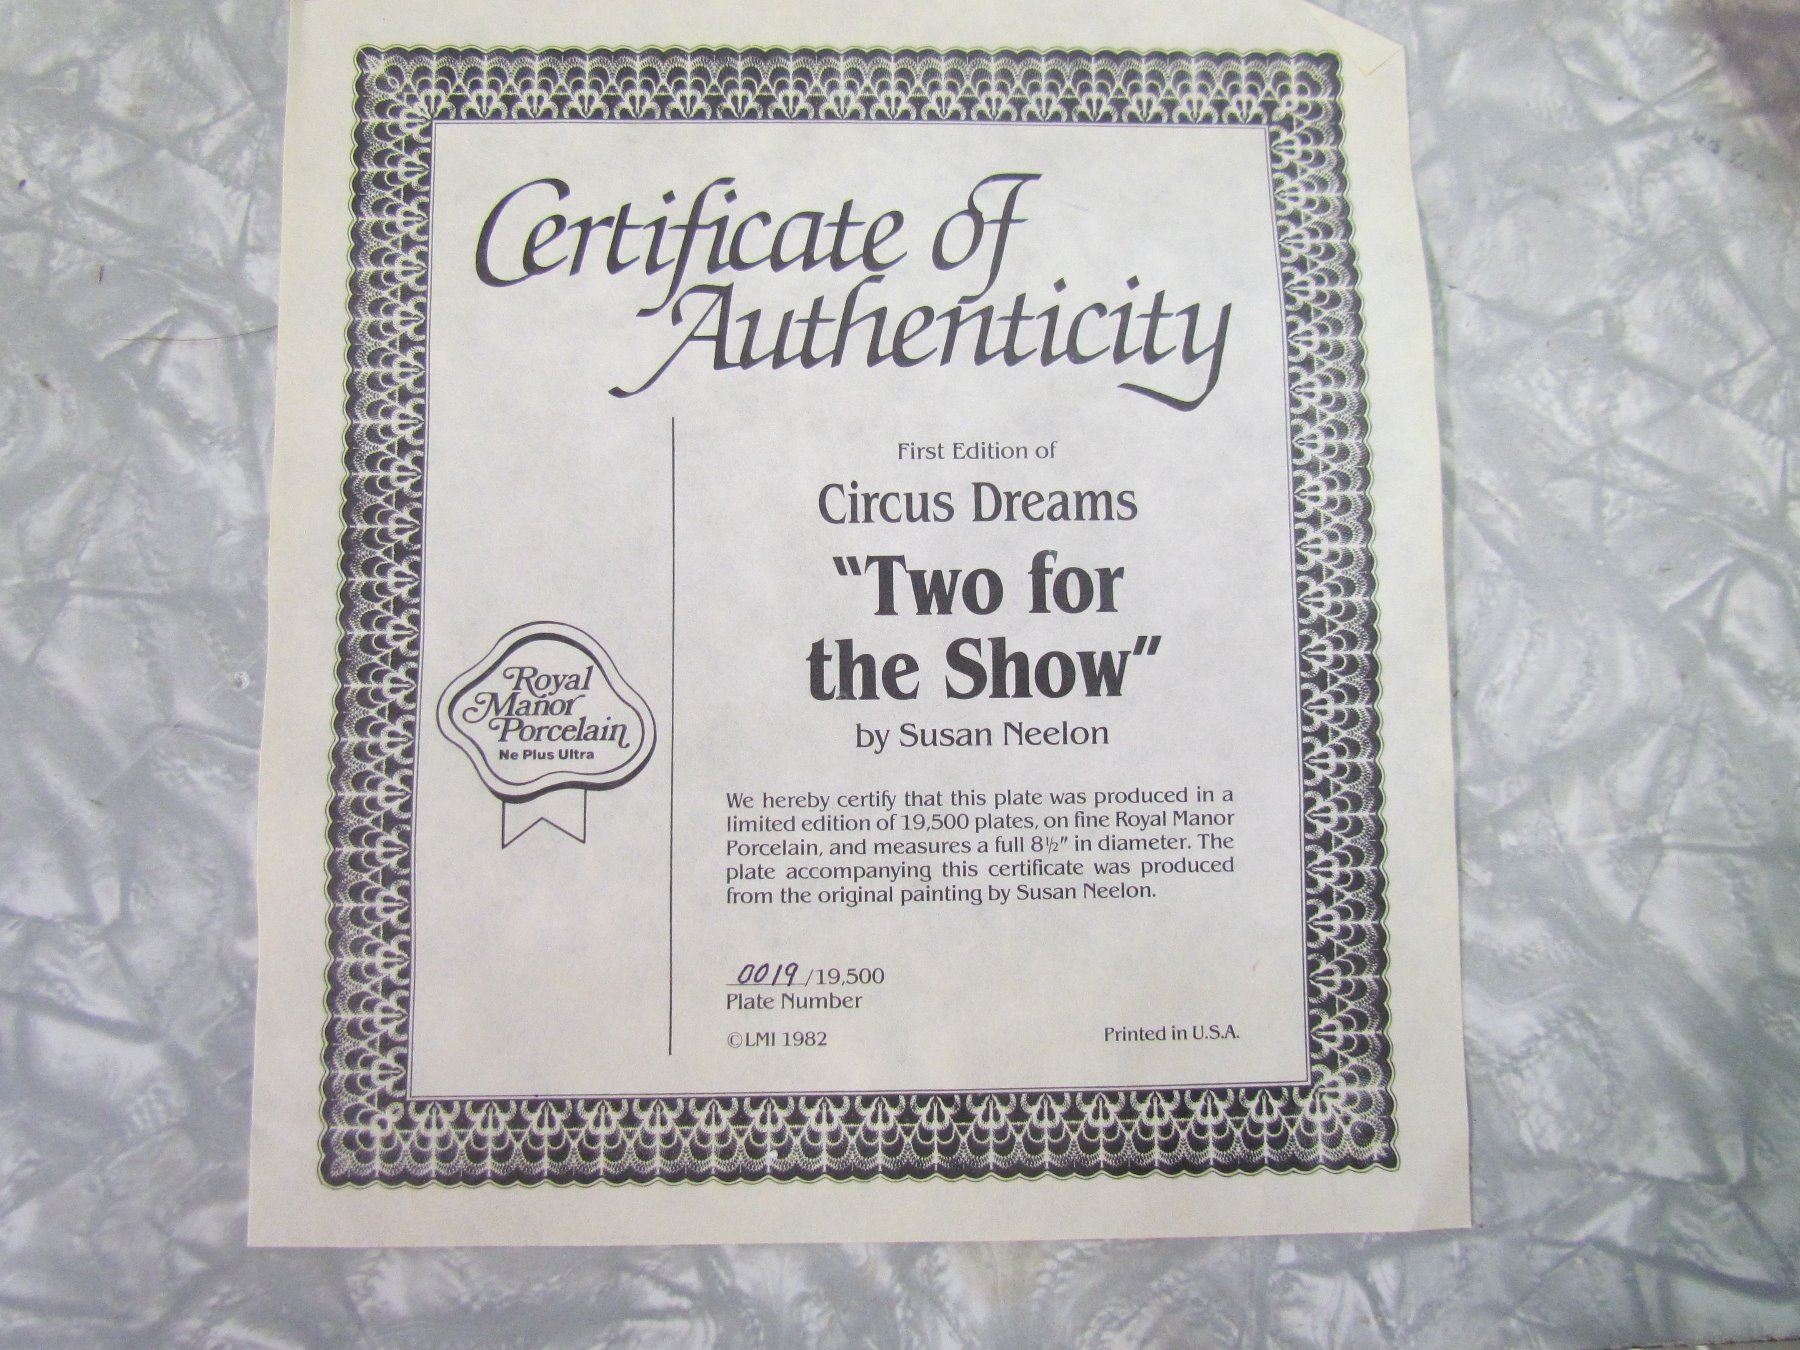 Certificate of
Authenticity
First Edition of
Circus Dreams
"Two for
the Show"
by Susan Neelon
Royal
Manor
Porcelain
Ne Plus Ultra
We hereby certify that this plate was produced in a
limited edition of 19,500 plates, on fine Royal Manor
Porcelain, and measures a full 8½" in diameter. The
plate accompanying this certificate was produced
from the original painting by Susan Neelon.
0019/19,500
Plate Number
©LMI 1982
Printed in U.S.A.